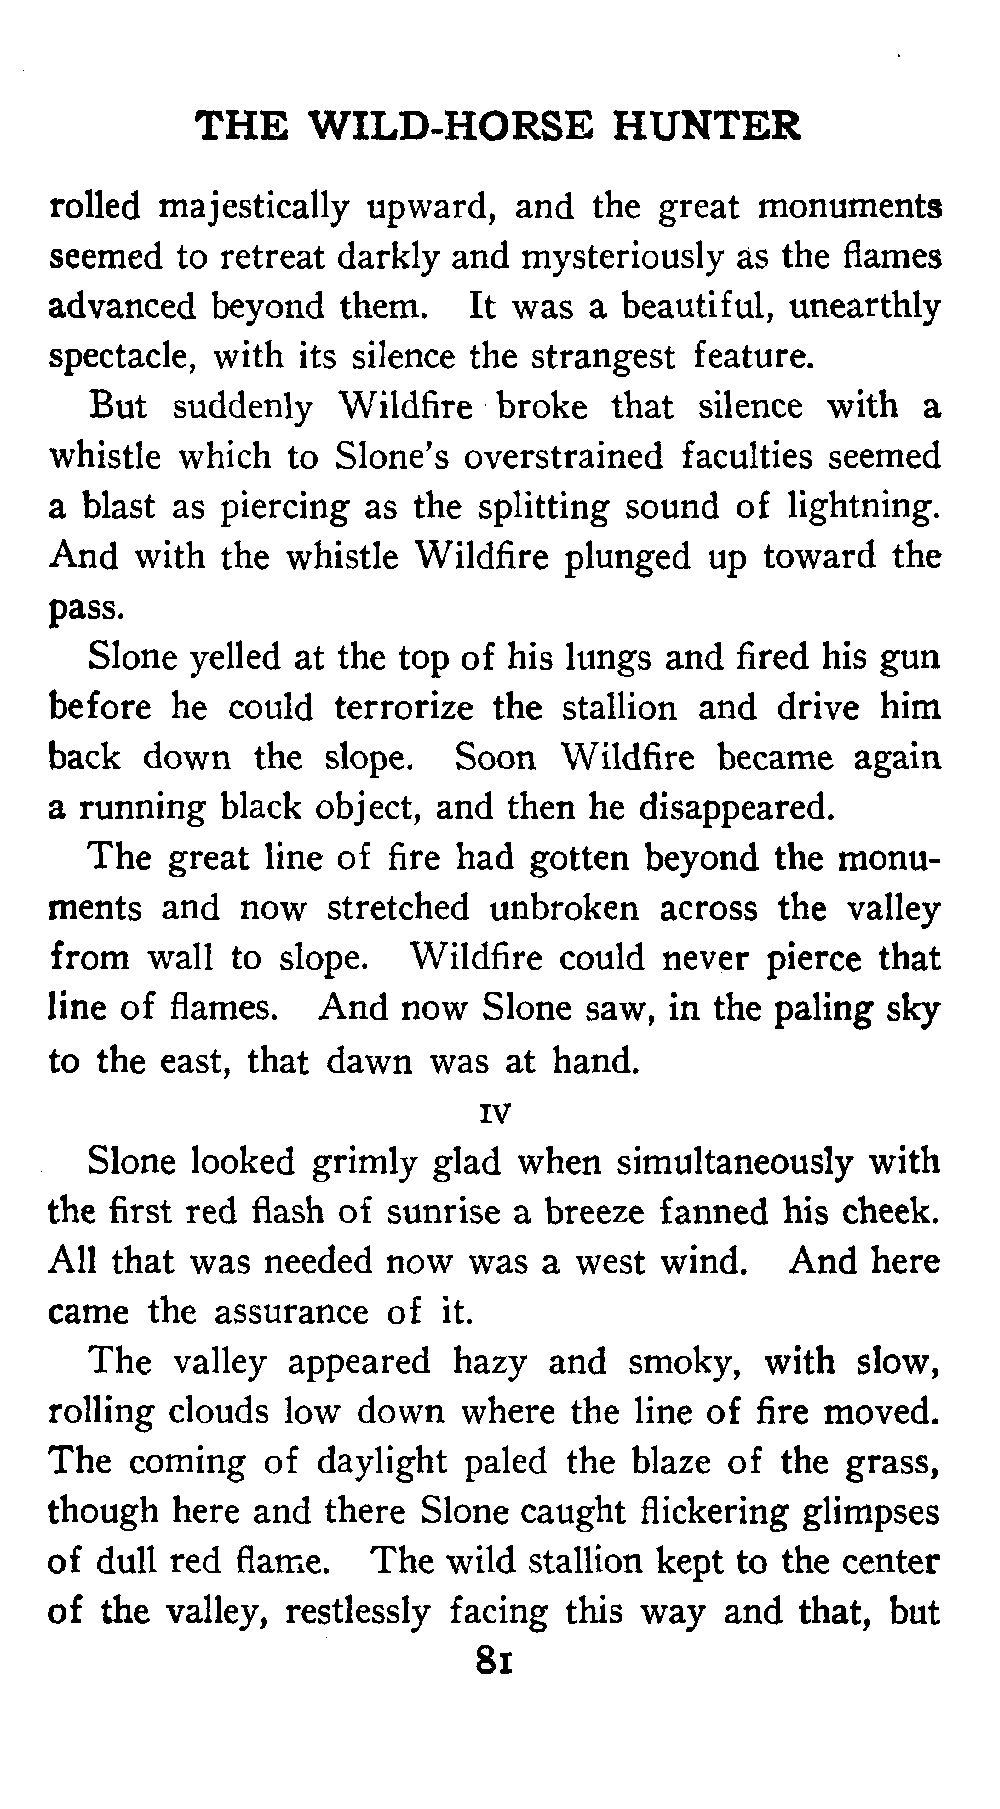 THE WILD-HORSE HUNTER
rolled majestically upward, and the great monuments
seemed to retreat darkly and mysteriously as the flames
advanced beyond them. It was a beautiful, unearthly
spectacle, with its silence the strangest feature.
But suddenly Wildfire broke that silence with a
whistle which to Slone's overstrained faculties seemed
a blast as piercing as the splitting sound of lightning.
And with the whistle Wildfire plunged up toward the
pass.
Slone yelled at the top of his lungs and fired his gun
before he could terrorize the stallion and drive him
back down the slope. Soon Wildfire became again
a running black object, and then he disappeared.
The great line of fire had gotten beyond the monu-
ments and now stretched unbroken across the valley
from wall to slope. Wildfire could never pierce that
line of flames. And now Slone saw, in the paling sky
to the east, that dawn was at hand.
IV
Slone looked grimly glad when simultaneously with
the first red flash of sunrise a breeze fanned his cheek.
All that was needed now was a west wind. And here
came the assurance of it.
The valley appeared hazy and smoky, with slow,
rolling clouds low down where the line of fire moved.
The coming of daylight paled the blaze of the grass,
though here and there Slone caught flickering glimpses
of dull red flame. The wild stallion kept to the center
of the valley, restlessly facing this way and that, but
81